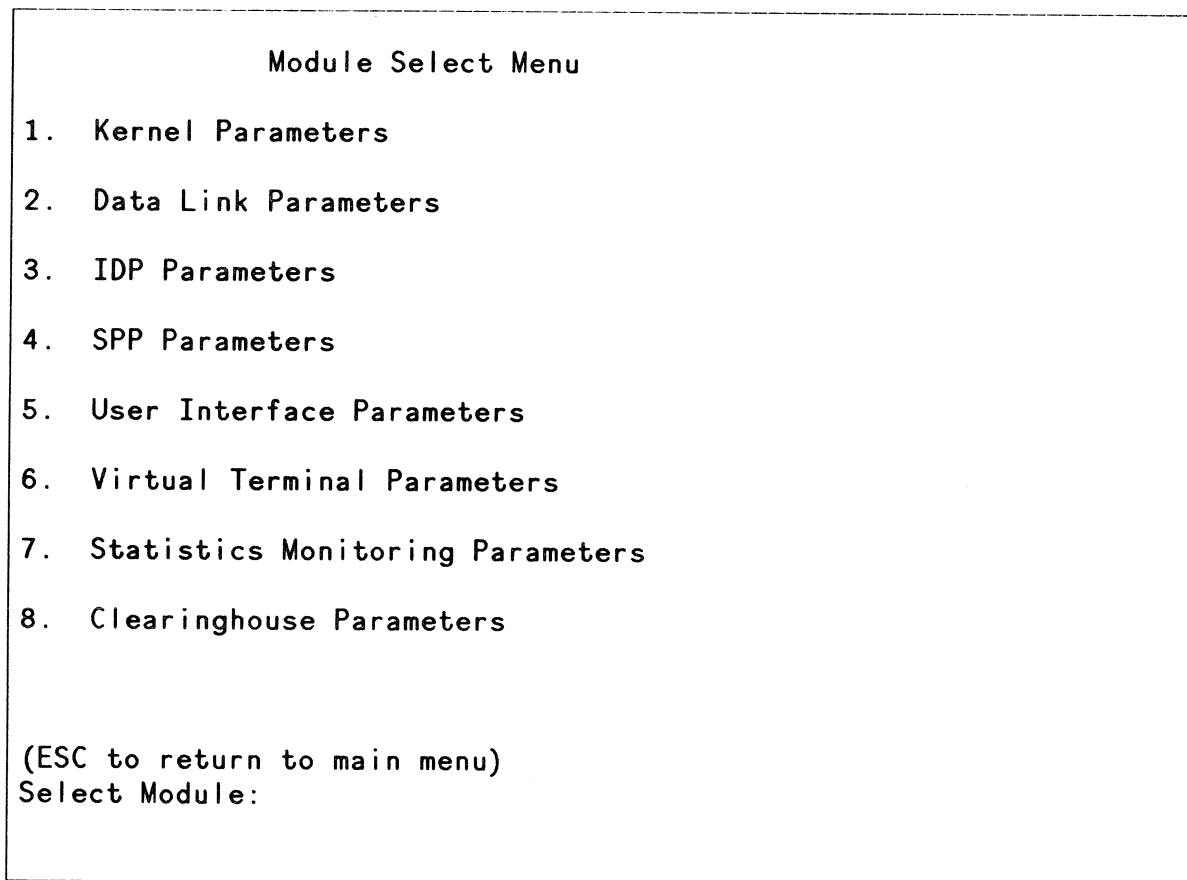 Module Select Menu
1. Kernel Parameters
2. Data Link Parameters
3. IDP Parameters
4. SPP Parameters
5. User Interface Parameters
6. Virtual Terminal Parameters
7. Statistics Monitoring Parameters
8. Clearinghouse Parameters
(ESC to return to main menu)
Select Module: